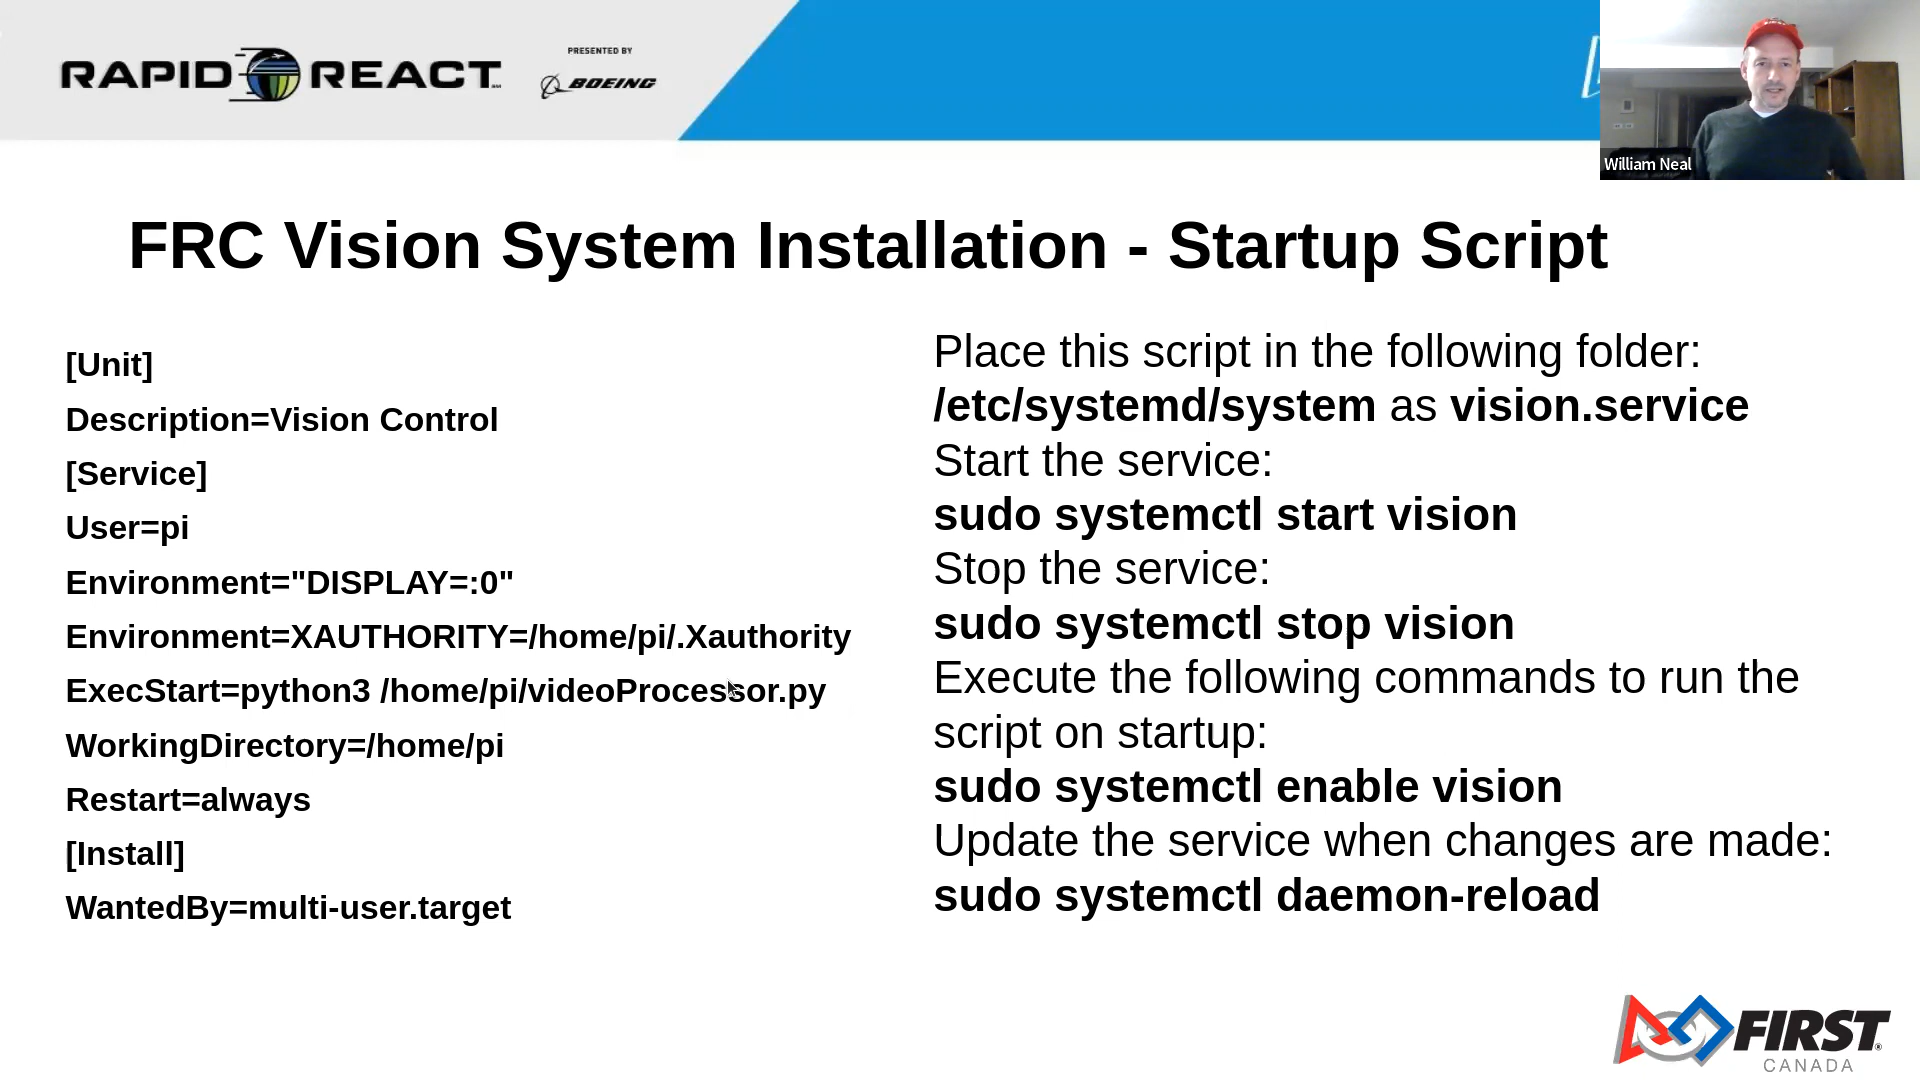 RAPID REACT
PRESENTED BY
BOEING
William Neal
FRC Vision System Installation - Startup Script
[Unit]
Description=Vision Control
[Service]
User=pi
Environment="DISPLAY=:0"
Environment=XAUTHORITY=/home/pi/.Xauthority
ExecStart=python3 /home/pi/videoProcessor.py
WorkingDirectory=/home/pi
Restart=always
[Install]
WantedBy=multi-user.target
Place this script in the following folder:
/etc/systemd/system as vision.service
Start the service:
sudo systemctl start vision
Stop the service:
sudo systemctl stop vision
Execute the following commands to run the
script on startup:
sudo systemctl enable vision
Update the service when changes are made:
sudo systemctl daemon-reload
FIRST®
CANADA